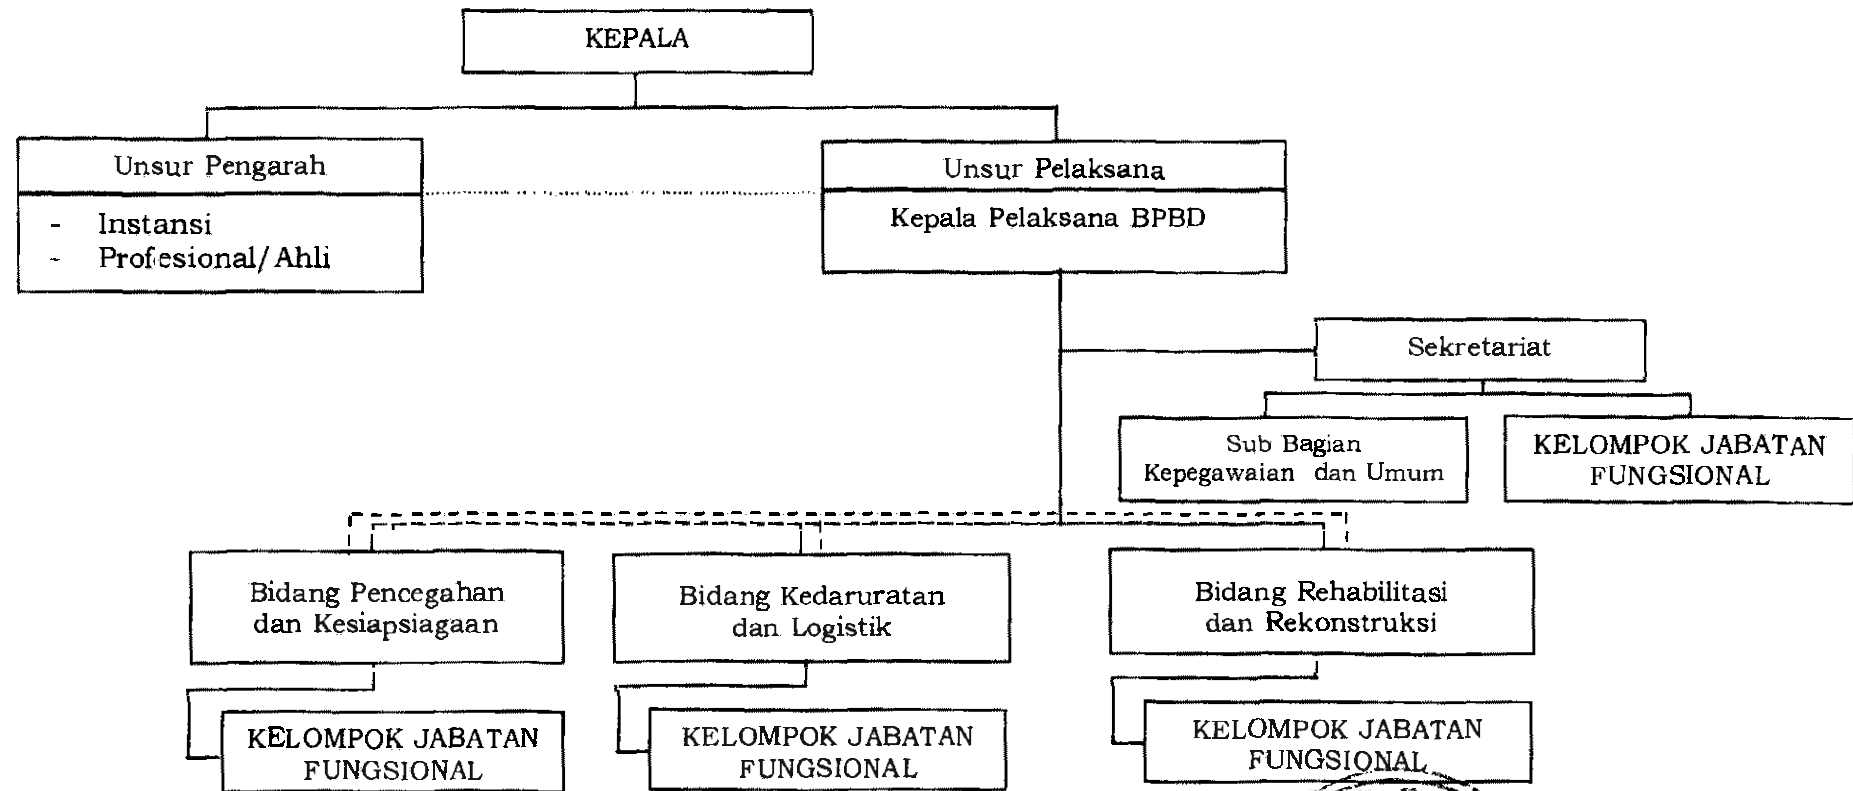 KEPALA
Unsur Pengarah
- Instansi
- Profesional/Ahli
Unsur Pelaksana
Kepala Pelaksana BPBD
Sekretariat
Sub Bagian
Kepegawaian dan Umum
KELOMPOK JABATAN
FUNGSIONAL
Bidang Pencegahan
dan Kesiapsiagaan
Bidang Kedaruratan
dan Logistik
Bidang Rehabilitasi
dan Rekonstruksi
KELOMPOK JABATAN
FUNGSIONAL
KELOMPOK JABATAN
FUNGSIONAL
KELOMPOK JABATAN
FUNGSIONAL